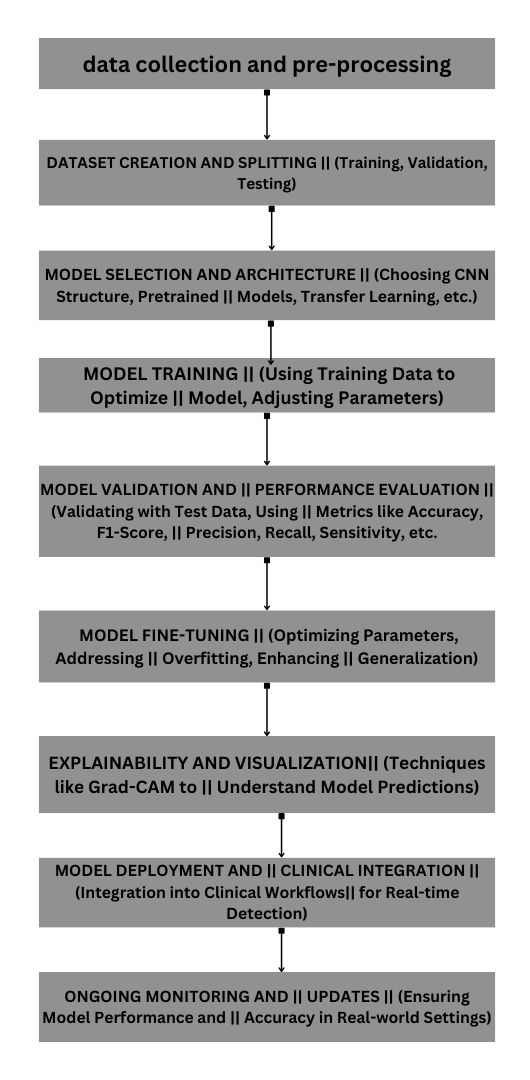 data collection and pre-processing
DATASET CREATION AND SPLITTING || (Training, Validation,
Testing)
MODEL SELECTION AND ARCHITECTURE || (Choosing CNN
Structure, Pretrained || Models, Transfer Learning, etc.)
MODEL TRAINING || (Using Training Data to
Optimize || Model, Adjusting Parameters)
MODEL VALIDATION AND || PERFORMANCE EVALUATION ||
(Validating with Test Data, Using || Metrics like Accuracy,
F1-Score, || Precision, Recall, Sensitivity, etc.
MODEL FINE-TUNING || (Optimizing Parameters,
Addressing || Overfitting, Enhancing || Generalization)
EXPLAINABILITY AND VISUALIZATION|| (Techniques
like Grad-CAM to || Understand Model Predictions)
MODEL DEPLOYMENT AND || CLINICAL INTEGRATION ||
(Integration into Clinical Workflows|| for Real-time
Detection)
ONGOING MONITORING AND || UPDATES || (Ensuring
Model Performance and || Accuracy in Real-world Settings)